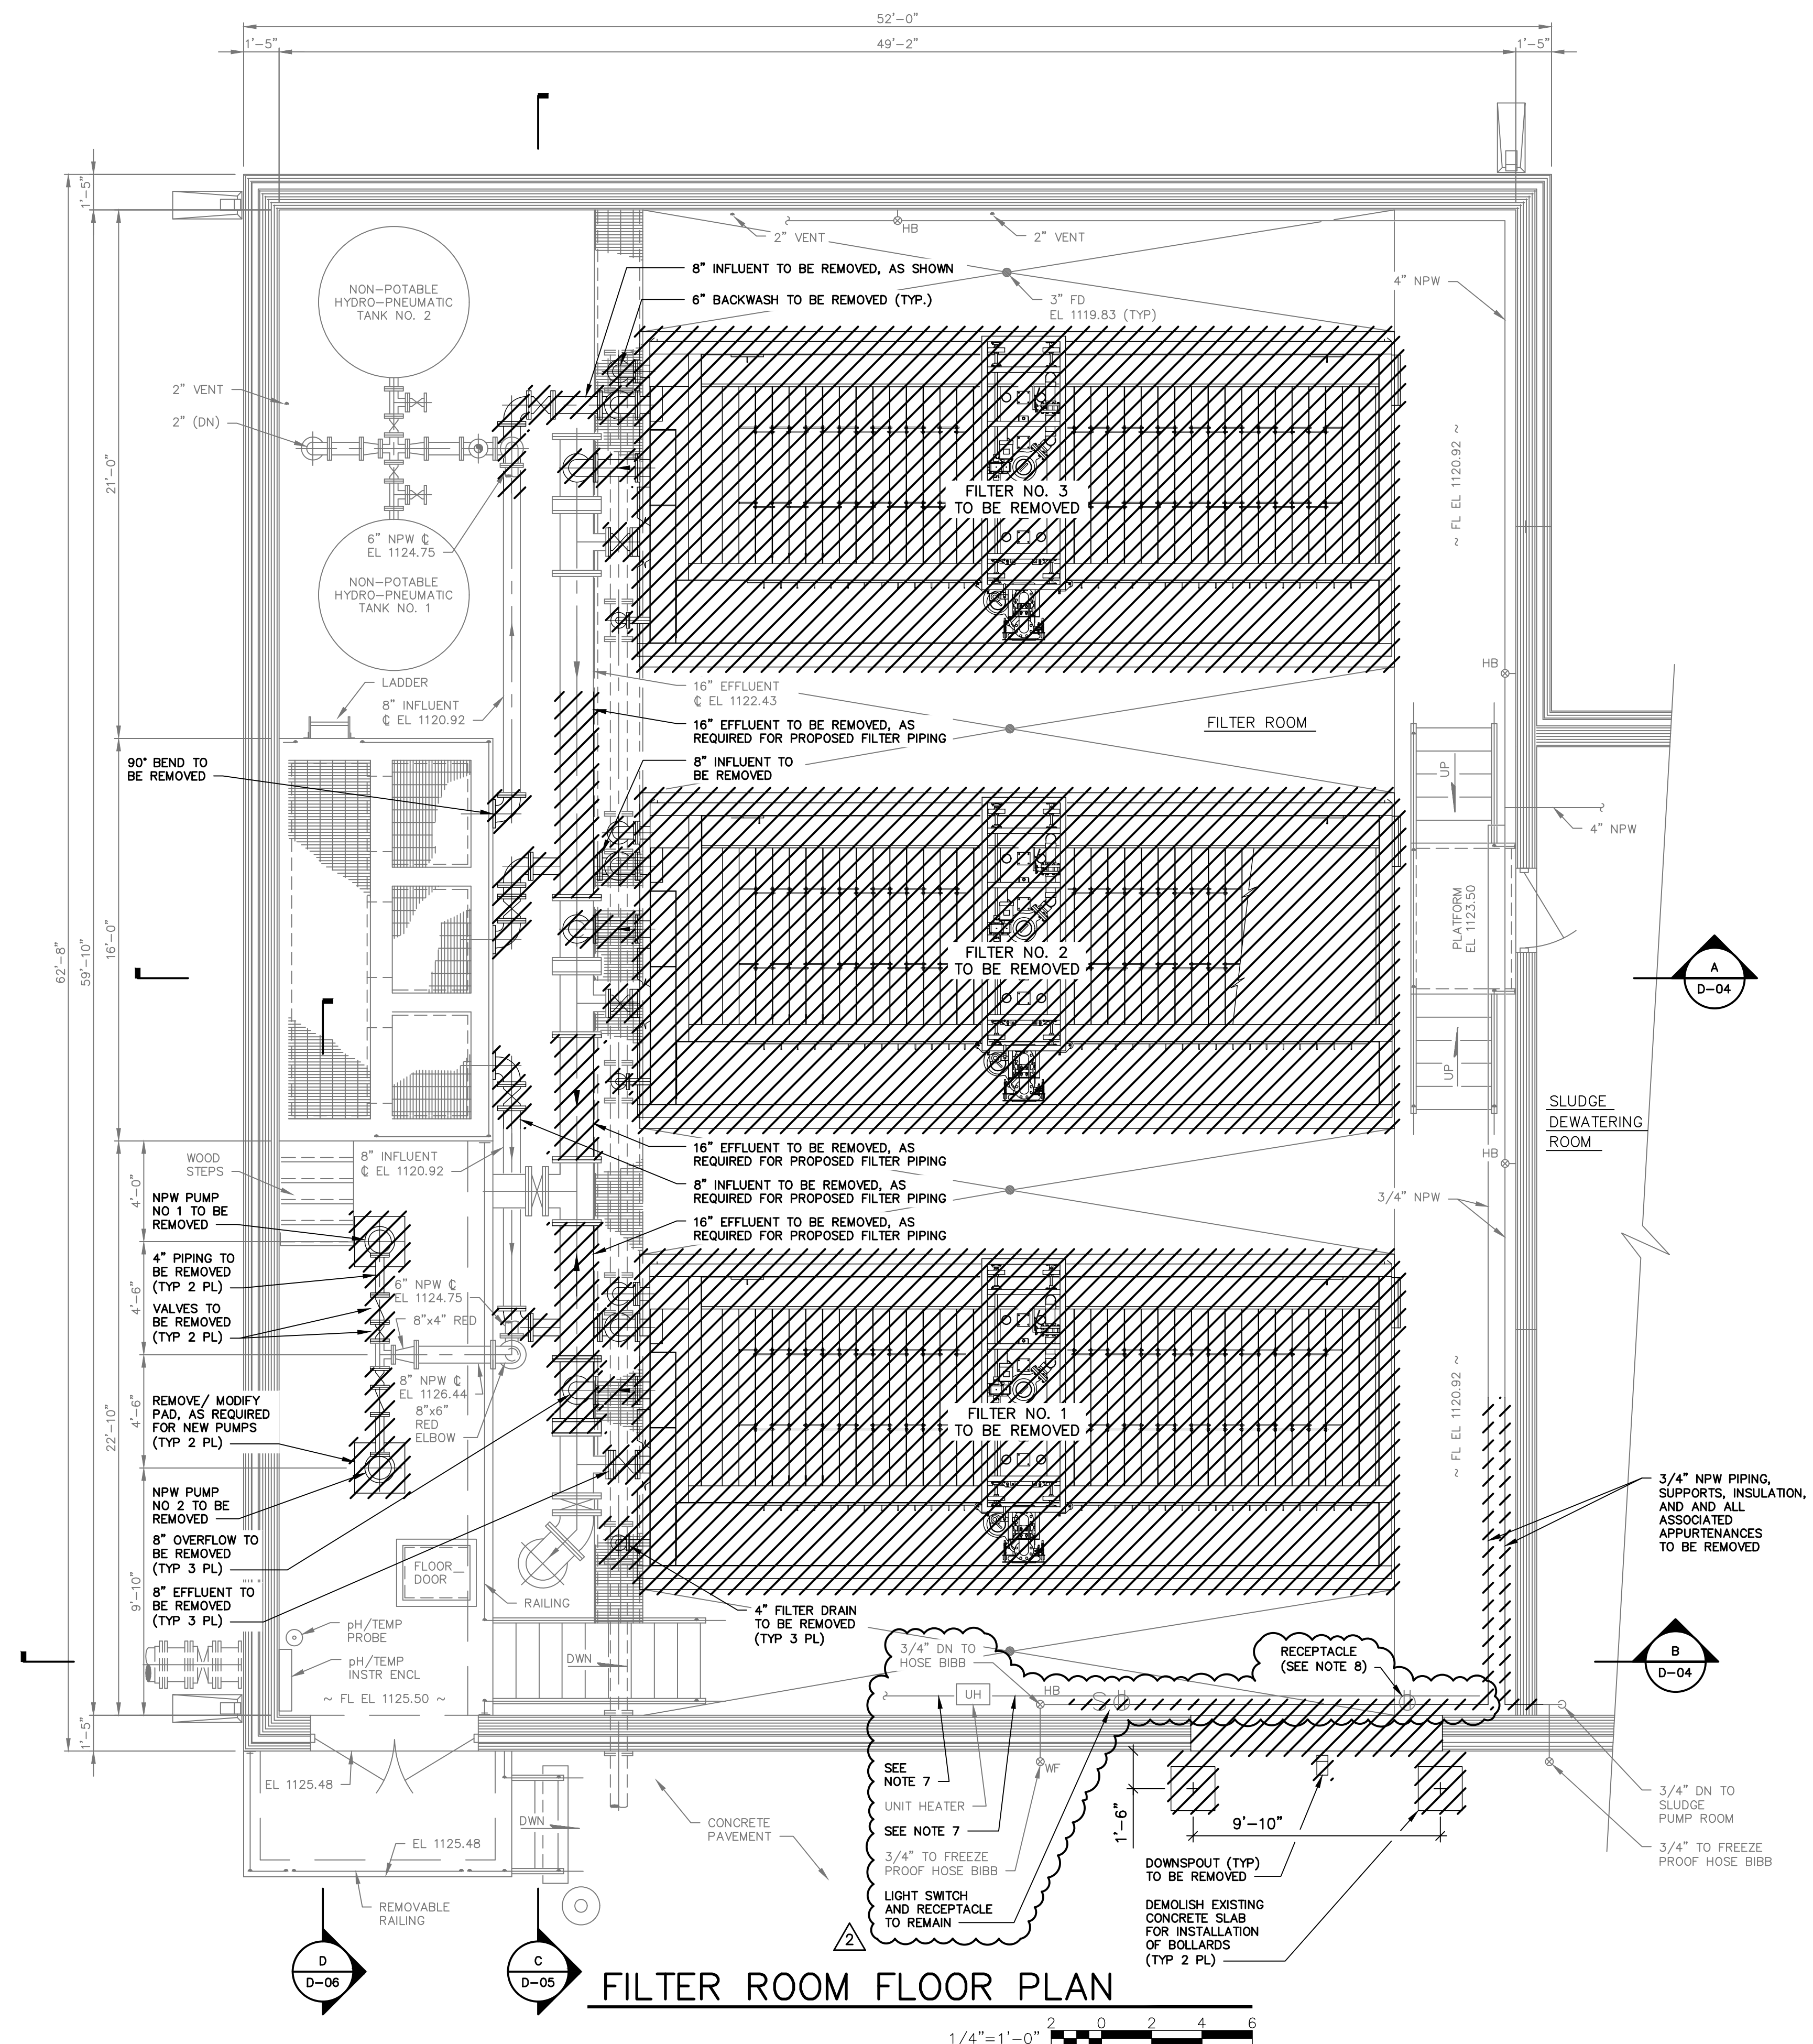 52'-0"
1'-5"
49'-2"
1'-5"
1'-5"
62'-8"
59'-10"
21'-0"
16'-0"
22'-10"
4'-0"
4'-6"
4'-6"
9'-10"
1'-5"
NON-POTABLE
HYDRO-PNEUMATIC
TANK NO. 2
2" VENT
2" (DN)
6" NPW ℄
EL 1124.75
NON-POTABLE
HYDRO-PNEUMATIC
TANK NO. 1
LADDER
8" INFLUENT
℄ EL 1120.92
90° BEND TO
BE REMOVED
2" VENT
HB
2" VENT
8" INFLUENT TO BE REMOVED, AS SHOWN
6" BACKWASH TO BE REMOVED (TYP.)
3" FD
EL 1119.83 (TYP)
4" NPW
FILTER NO. 3
TO BE REMOVED
~ FL EL 1120.92 ~
HB
16" EFFLUENT
℄ EL 1122.43
16" EFFLUENT TO BE REMOVED, AS
REQUIRED FOR PROPOSED FILTER PIPING
FILTER ROOM
8" INFLUENT TO
BE REMOVED
UP
4" NPW
FILTER NO. 2
TO BE REMOVED
PLATFORM
EL 1123.50
UP
A
D-04
SLUDGE
DEWATERING
ROOM
HB
3/4" NPW
WOOD
STEPS
8" INFLUENT
℄ EL 1120.92
16" EFFLUENT TO BE REMOVED, AS
REQUIRED FOR PROPOSED FILTER PIPING
8" INFLUENT TO BE REMOVED, AS
REQUIRED FOR PROPOSED FILTER PIPING
16" EFFLUENT TO BE REMOVED, AS
REQUIRED FOR PROPOSED FILTER PIPING
NPW PUMP
NO 1 TO BE
REMOVED
4" PIPING TO
BE REMOVED
(TYP 2 PL)
VALVES TO
BE REMOVED
(TYP 2 PL)
6" NPW ℄
EL 1124.75
8"x4" RED
8" NPW ℄
EL 1126.44
8"x6"
RED
ELBOW
REMOVE/ MODIFY
PAD, AS REQUIRED
FOR NEW PUMPS
(TYP 2 PL)
NPW PUMP
NO 2 TO BE
REMOVED
8" OVERFLOW TO
BE REMOVED
(TYP 3 PL)
8" EFFLUENT TO
BE REMOVED
(TYP 3 PL)
FILTER NO. 1
TO BE REMOVED
~ FL EL 1120.92 ~
3/4" NPW PIPING,
SUPPORTS, INSULATION,
AND AND ALL
ASSOCIATED
APPURTENANCES
TO BE REMOVED
FLOOR
DOOR
RAILING
4" FILTER DRAIN
TO BE REMOVED
(TYP 3 PL)
pH/TEMP
PROBE
pH/TEMP
INSTR ENCL
~ FL EL 1125.50 ~
DWN
3/4" DN TO
HOSE BIBB
RECEPTACLE
(SEE NOTE 8)
B
D-04
UH
HB
S
EL 1125.48
SEE
NOTE 7
UNIT HEATER
SEE NOTE 7
3/4" TO FREEZE
PROOF HOSE BIBB
LIGHT SWITCH
AND RECEPTACLE
TO REMAIN
WF
1'-6"
9'-10"
3/4" DN TO
SLUDGE
PUMP ROOM
3/4" TO FREEZE
PROOF HOSE BIBB
DWN
CONCRETE
PAVEMENT
EL 1125.48
REMOVABLE
RAILING
DOWNSPOUT (TYP)
TO BE REMOVED
DEMOLISH EXISTING
CONCRETE SLAB
FOR INSTALLATION
OF BOLLARDS
(TYP 2 PL)
2
D
D-06
C
D-05
FILTER ROOM FLOOR PLAN
1/4"=1'-0"
2 0 2 4 6